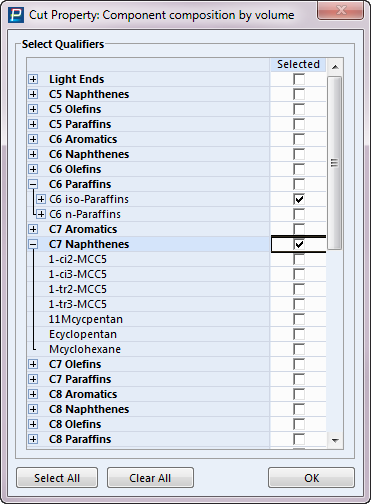 Cut Property: Component composition by volume
Select Qualifiers
Selected
Light Ends
C5 Naphthenes
C5 Olefins
C5 Paraffins
C6 Aromatics
C6 Naphthenes
C6 Olefins
C6 Paraffins
C6 iso-Paraffins
C6 n-Paraffins
C7 Aromatics
C7 Naphthenes
1-ci2-MCC5
1-ci3-MCC5
1-tr2-MCC5
1-tr3-MCC5
11Mcycpentan
Ecyclopentan
Mcyclohexane
C7 Olefins
C7 Paraffins
C8 Aromatics
C8 Naphthenes
C8 Olefins
C8 Paraffins
Select All Clear All OK